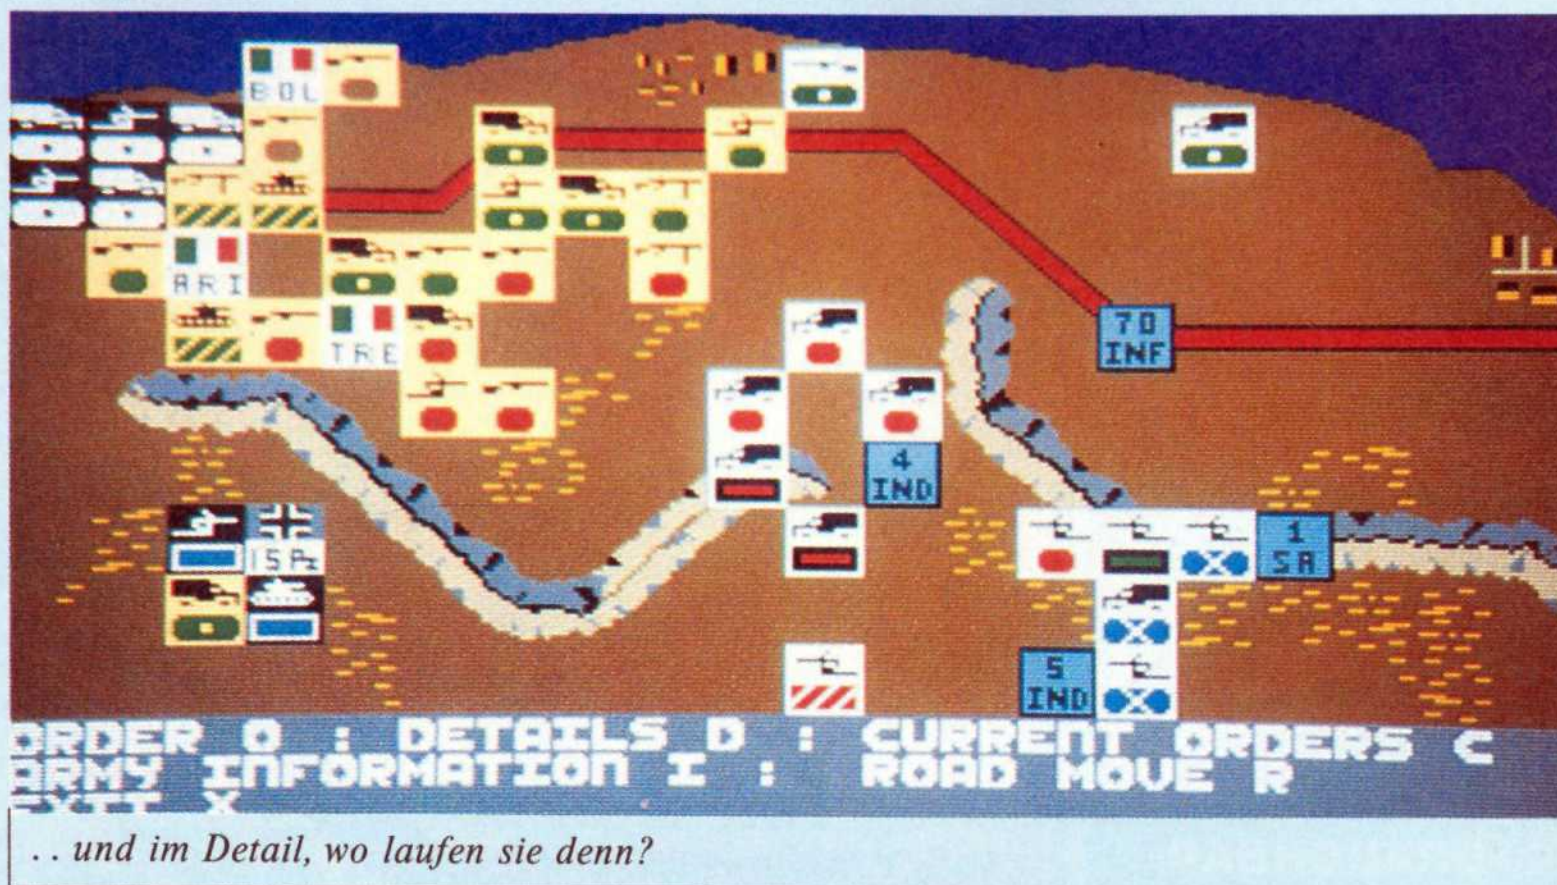 BOL
ARI
TRE
70
INF
4
IND
15Pz
1
SA
5
IND
ORDER O : DETAILS D : CURRENT ORDERS C
ARMY INFORMATION I : ROAD MOVE R
EXIT X
.. und im Detail, wo laufen sie denn?